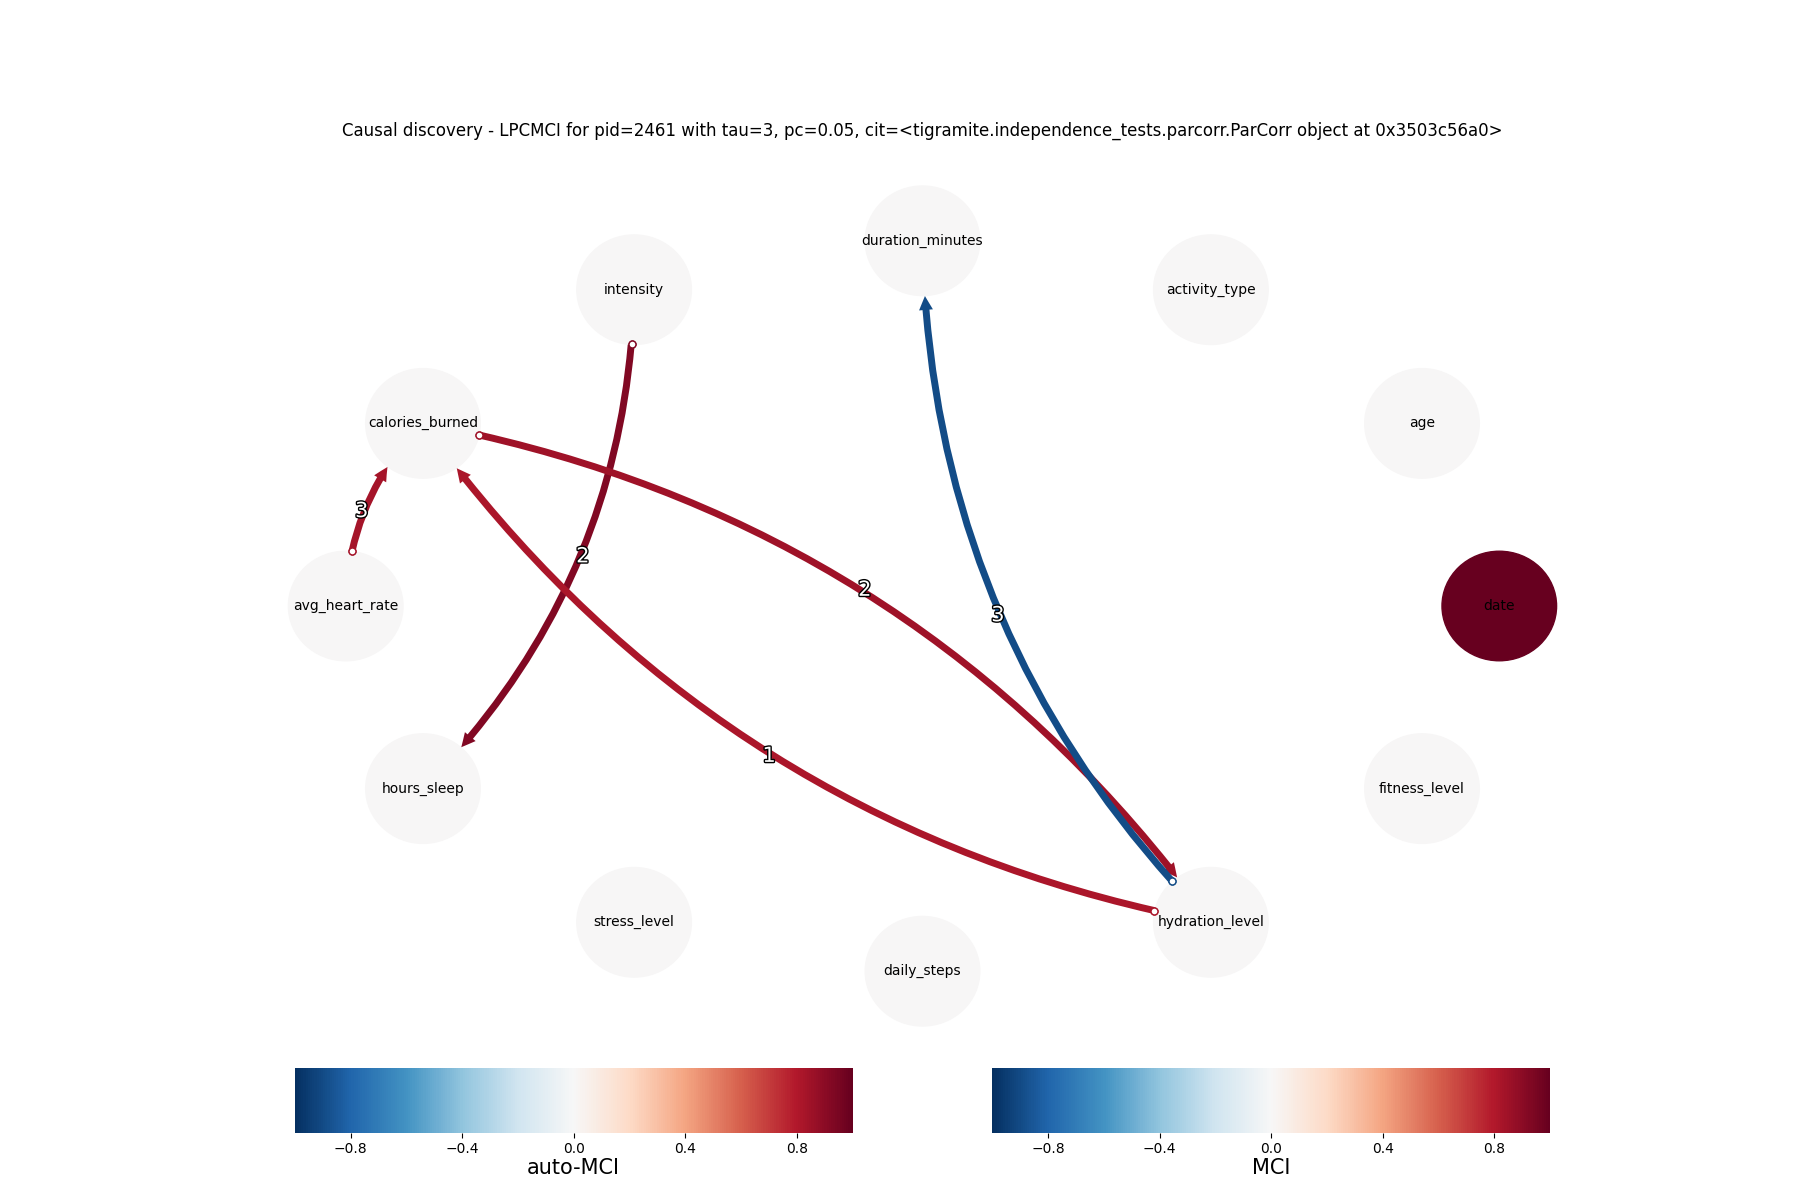 Causal discovery - LPCMCI for pid=2461 with tau=3, pc=0.05, cit=<tigramite.independence_tests.parcorr.ParCorr object at 0x3503c56a0>
duration_minutes
intensity
activity_type
calories_burned
age
3
2
2
3
avg_heart_rate
date
1
hours_sleep
fitness_level
stress_level
hydration_level
daily_steps
−0.8 −0.4 0.0 0.4 0.8
auto-MCI
−0.8 −0.4 0.0 0.4 0.8
MCI